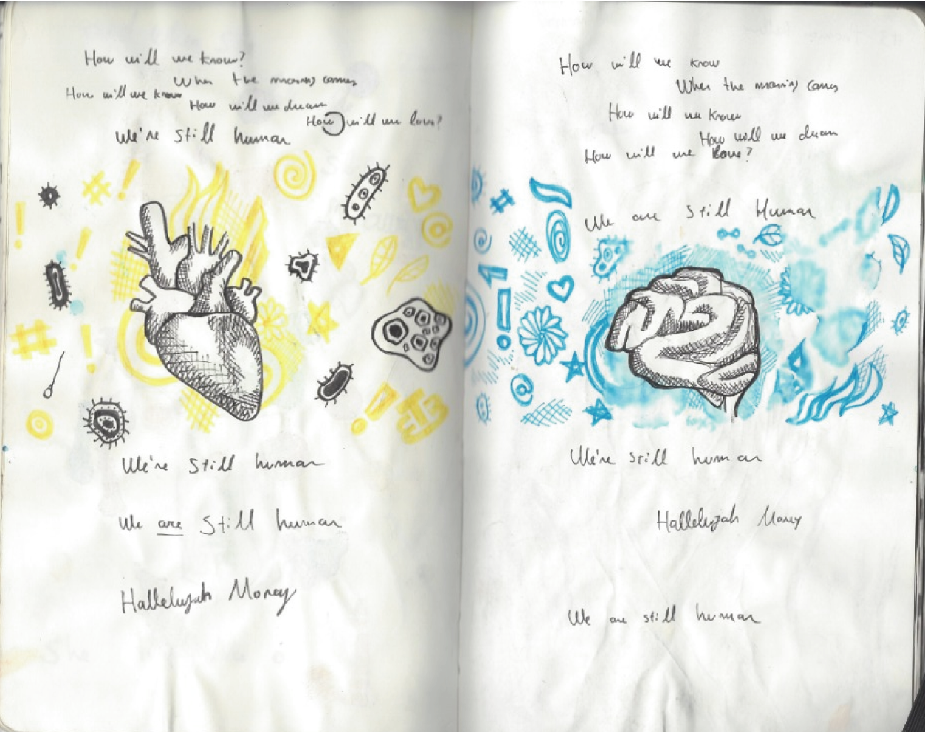 How will we know?
When the morning comes
How will we know
How will we dream
How will we love?
We're still human
We're still human
We are still human
Hallelujah Money
How will we know
When the morning comes
How will we know
How will we dream
How will we love?
We are still Human
We're still human
Hallelujah Money
We are still human